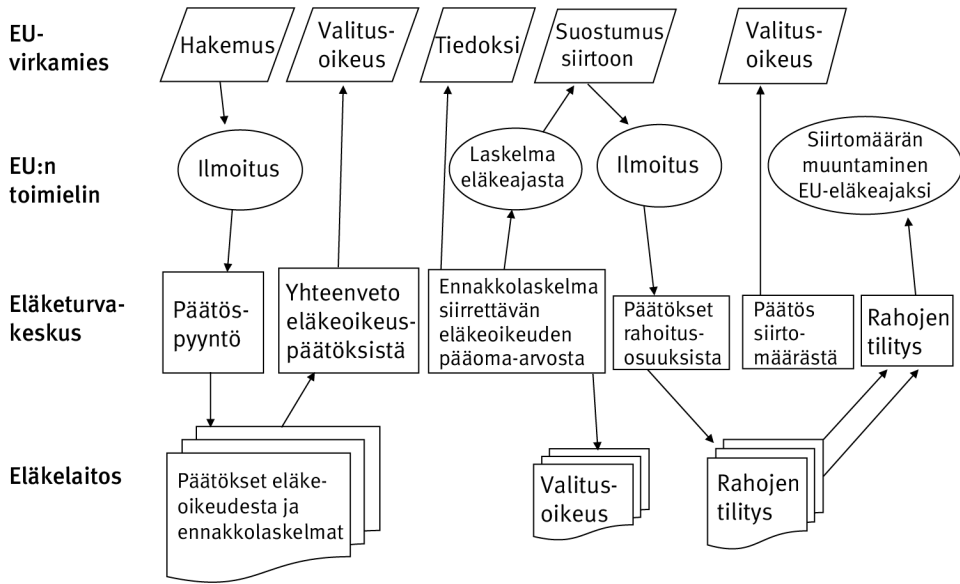 EU-
virkamies
Hakemus
Valitus-
oikeus
Tiedoksi
Suostumus
siirtoon
Valitus-
oikeus
EU:n
toimielin
Ilmoitus
Laskelma
eläkeajasta
Ilmoitus
Siirtomäärän
muuntaminen
EU-eläkeajaksi
Eläketurva-
keskus
Päätös-
pyyntö
Yhteenveto
eläkeoikeus-
päätöksistä
Ennakkolaskelma
siirrettävän
eläkeoikeuden
pääoma-arvosta
Päätökset
rahoitus-
osuuksista
Päätös
siirto-
määrästä
Rahojen
tilitys
Eläkelaitos
Päätökset eläke-
oikeudesta ja
ennakkolaskelmat
Valitus-
oikeus
Rahojen
tilitys